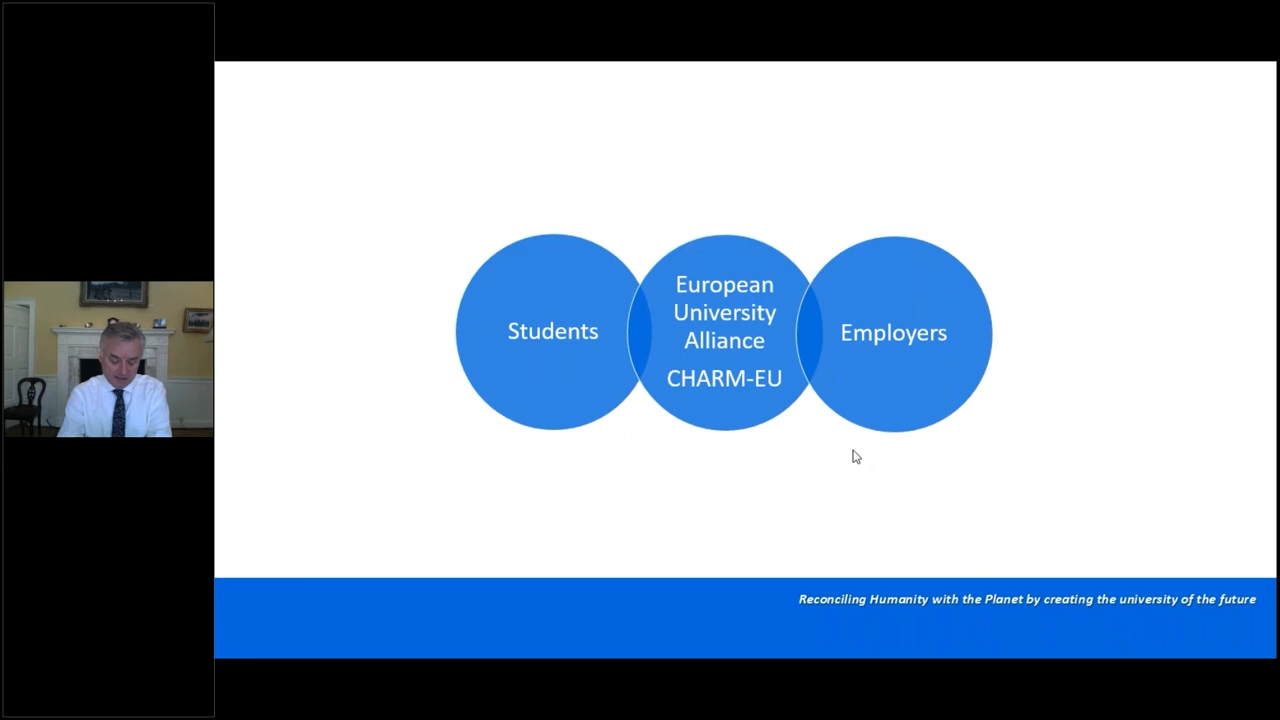 Students
European
University
Alliance
CHARM-EU
Employers
Reconciling Humanity with the Planet by creating the university of the future